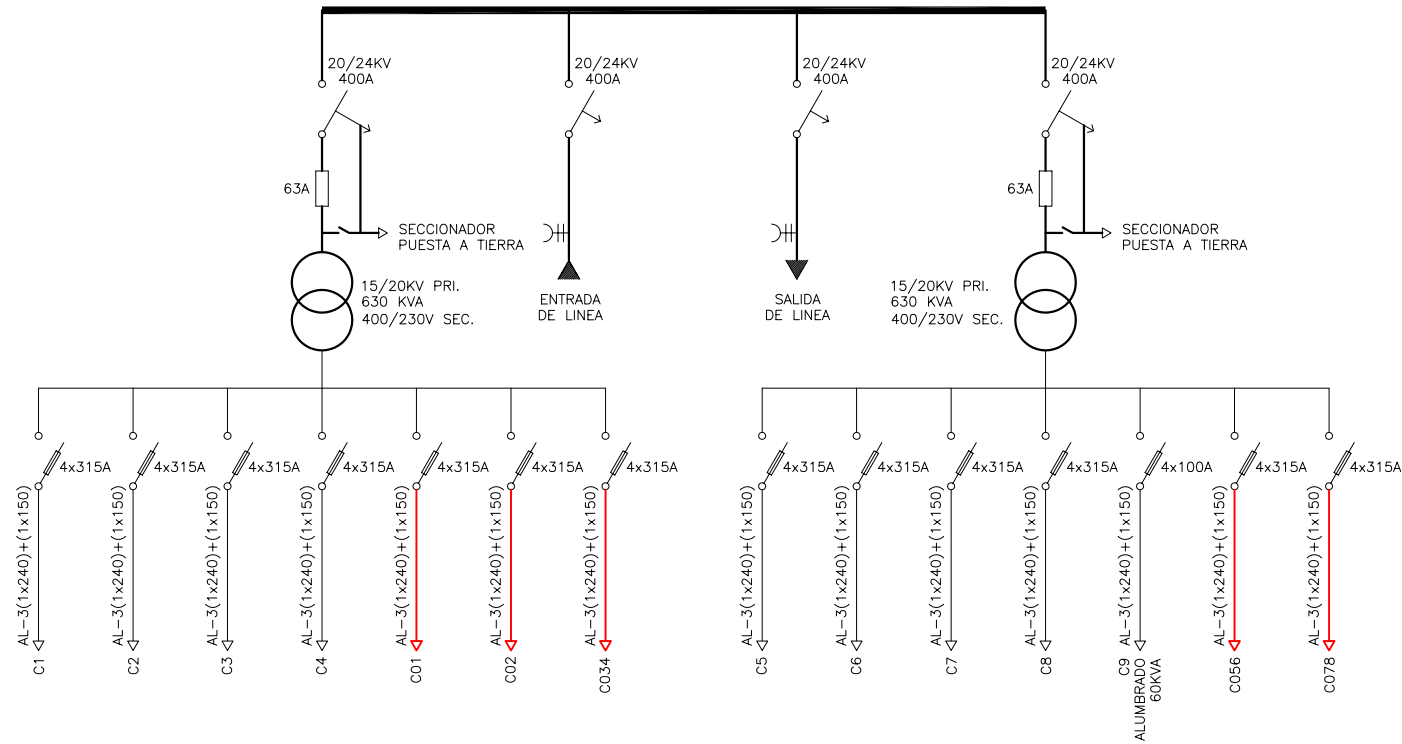 20/24KV
400A
20/24KV
400A
20/24KV
400A
20/24KV
400A
63A
63A
SECCIONADOR
PUESTA A TIERRA
SECCIONADOR
PUESTA A TIERRA
15/20KV PRI.
630 KVA
400/230V SEC.
ENTRADA
DE LINEA
SALIDA
DE LINEA
15/20KV PRI.
630 KVA
400/230V SEC.
4x315A
4x315A
4x315A
4x315A
4x315A
4x315A
4x315A
4x315A
4x315A
4x315A
4x315A
4x100A
4x315A
4x315A
AL-3(1x240)+(1x150)
AL-3(1x240)+(1x150)
AL-3(1x240)+(1x150)
AL-3(1x240)+(1x150)
AL-3(1x240)+(1x150)
AL-3(1x240)+(1x150)
AL-3(1x240)+(1x150)
AL-3(1x240)+(1x150)
AL-3(1x240)+(1x150)
AL-3(1x240)+(1x150)
AL-3(1x240)+(1x150)
AL-3(1x240)+(1x150)
AL-3(1x240)+(1x150)
AL-3(1x240)+(1x150)
C1
C2
C3
C4
C01
C02
C034
C5
C6
C7
C8
C9
ALUMBRADO
60KVA
C056
C078